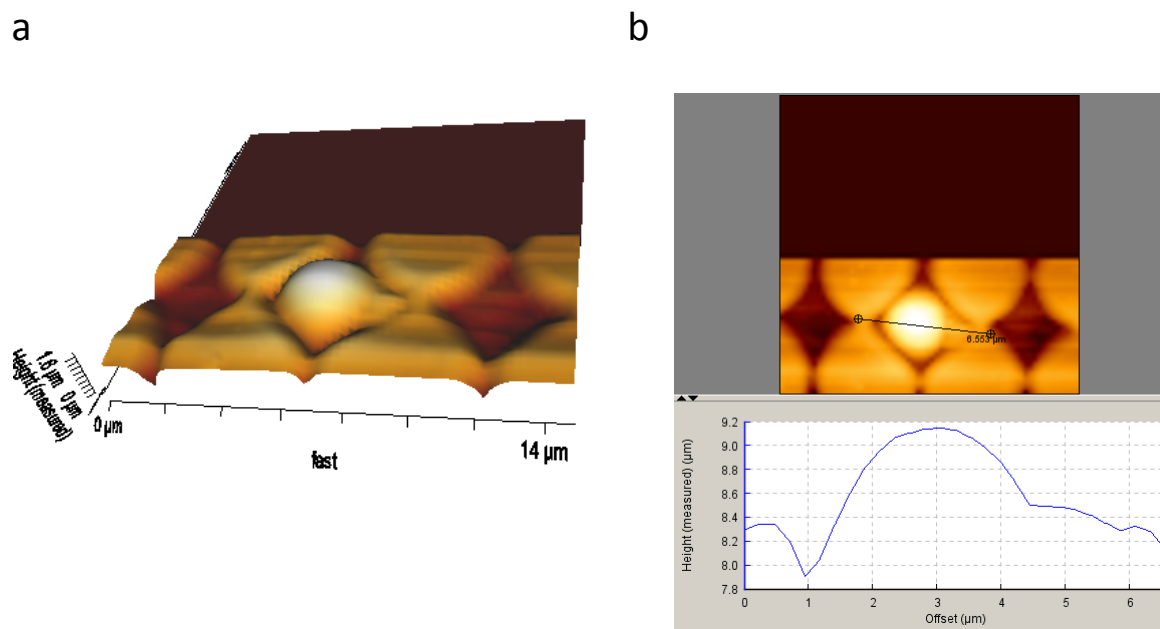 a
b
1.6 µm
0 µm
Height (measured)
0 µm
14 µm
fast
6.553 µm
9.2
9.0
8.8
8.6
8.4
8.2
8.0
7.8
Height (measured) (µm)
0
1
2
3
4
5
6
Offset (µm)